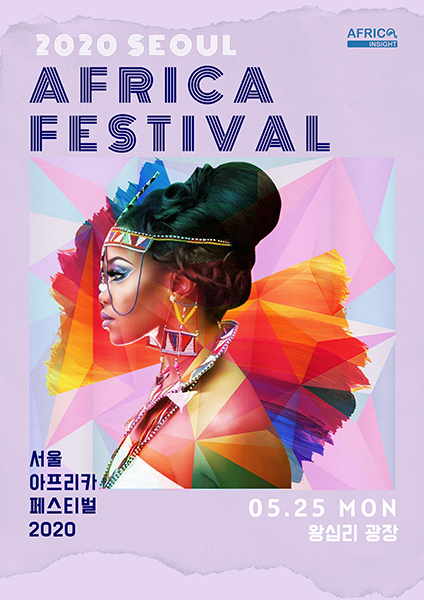 2020 SEOUL
AFRICA
INSIGHT
AFRICA
FESTIVAL
서울
아프리카
페스티벌
2020
05.25 MON
왕십리 광장